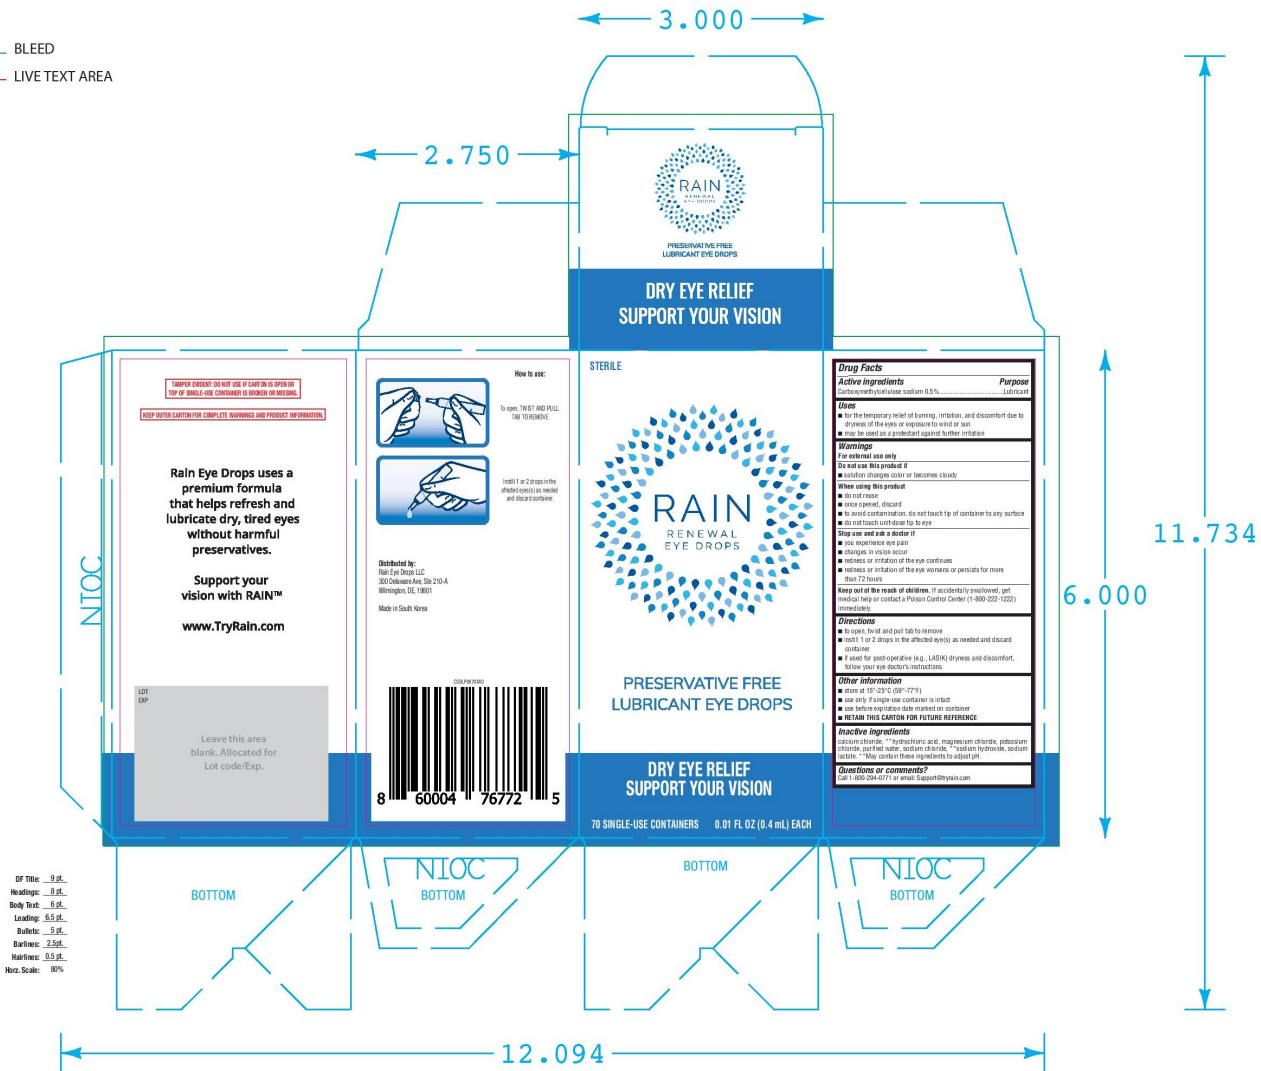 3.000
BLEED
LIVE TEXT AREA
2.750
RAIN
RENEWAL
EYE DROPS
PRESERVATIVE FREE
LUBRICANT EYE DROPS
DRY EYE RELIEF
SUPPORT YOUR VISION
TAMPER EVIDENT: DO NOT USE IF CARTON IS OPEN OR
TOP OF SINGLE-USE CONTAINER IS BROKEN OR MISSING.
KEEP OUTER CARTON FOR COMPLETE WARNINGS AND PRODUCT INFORMATION.
Rain Eye Drops uses a
premium formula
that helps refresh and
lubricate dry, tired eyes
without harmful
preservatives.
Support your
vision with RAIN™
www.TryRain.com
LOT
EXP
Leave this area
blank. Allocated for
Lot code/Exp.
NIOC
How to use:
To open. TWIST AND PULL
TAB TO REMOVE
Instill 1 or 2 drops in the
affected eyes(s) as needed
and discard container.
Distributed by:
Rain Eye Drops LLC
300 Delaware Ave, Ste 210-A
Wilmington, DE, 19801
Made in South Korea
8 60004 76772 5
STERILE
RAIN
RENEWAL
EYE DROPS
PRESERVATIVE FREE
LUBRICANT EYE DROPS
DRY EYE RELIEF
SUPPORT YOUR VISION
70 SINGLE-USE CONTAINERS 0.01 FL OZ (0.4 mL) EACH
Drug Facts
Active ingredients Purpose
Carboxymethylcellulose sodium 0.5%....................................Lubricant
Uses
■ for the temporary relief of burning, irritation, and discomfort due to
dryness of the eyes or exposure to wind or sun
■ may be used as a protectant against further irritation
Warnings
For external use only
Do not use this product if
■ solution changes color or becomes cloudy
When using this product
■ do not reuse
■ once opened, discard
■ to avoid contamination, do not touch tip of container to any surface
■ do not touch unit-dose tip to eye
Stop use and ask a doctor if
■ you experience eye pain
■ changes in vision occur
■ redness or irritation of the eye continues
■ redness or irritation of the eye worsens or persists for more
than 72 hours
Keep out of the reach of children. If accidentally swallowed, get
medical help or contact a Poison Control Center (1-800-222-1222)
immediately.
Directions
■ to open, twist and pull tab to remove
■ instill 1 or 2 drops in the affected eye(s) as needed and discard
container
■ if used for post-operative (e.g., LASIK) dryness and discomfort,
follow your eye doctor's instructions
Other information
■ store at 15°-25°C (59°-77°F)
■ use only if single-use container is intact
■ use before expiration date marked on container
■ RETAIN THIS CARTON FOR FUTURE REFERENCE
Inactive ingredients
calcium chloride, **hydrochloric acid, magnesium chloride, potassium
chloride, purified water, sodium chloride, **sodium hydroxide, sodium
lactate. **May contain these ingredients to adjust pH.
Questions or comments?
Call 1-800-294-0771 or email: Support@tryrain.com
11.734
6.000
BOTTOM
NIOC
BOTTOM
BOTTOM
NIOC
BOTTOM
DF Title: 9 pt.
Headings: 8 pt.
Body Text: 6 pt.
Leading: 6.5 pt.
Bullets: 5 pt.
Barlines: 2.5pt.
Hairlines: 0.5 pt.
Horz. Scale: 80%
12.094